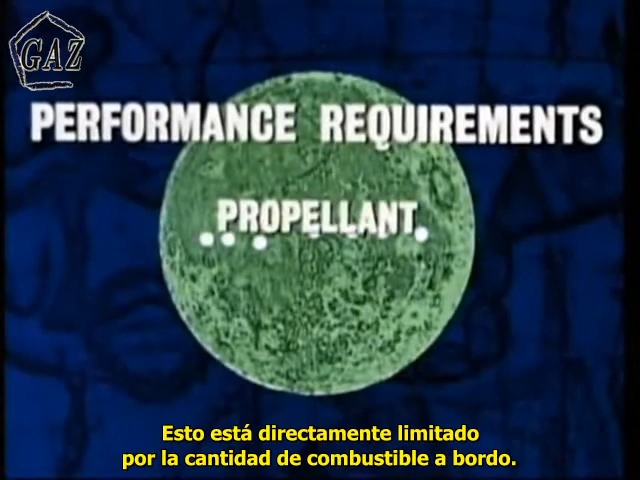 GAZ
PERFORMANCE REQUIREMENTS
PROPELLANT
Esto está directamente limitado
por la cantidad de combustible a bordo.